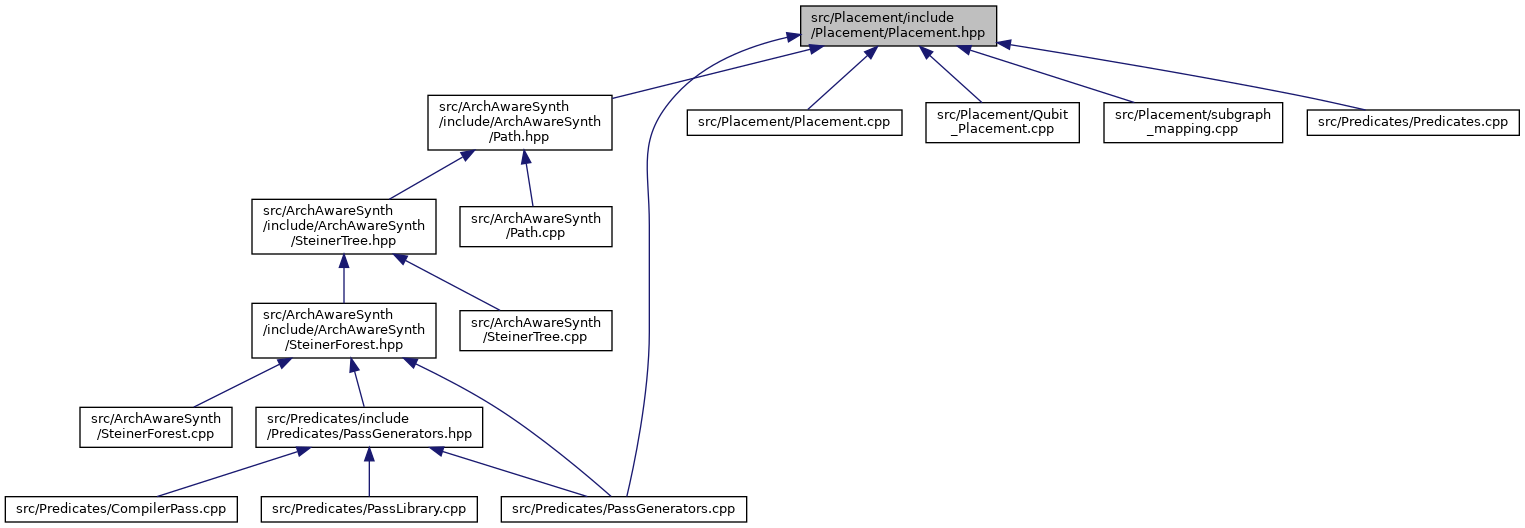 src/Placement/include
/Placement/Placement.hpp
src/ArchAwareSynth
/include/ArchAwareSynth
/Path.hpp
src/Placement/Placement.cpp
src/Placement/Qubit
_Placement.cpp
src/Placement/subgraph
_mapping.cpp
src/Predicates/Predicates.cpp
src/ArchAwareSynth
/include/ArchAwareSynth
/SteinerTree.hpp
src/ArchAwareSynth
/Path.cpp
src/ArchAwareSynth
/include/ArchAwareSynth
/SteinerForest.hpp
src/ArchAwareSynth
/SteinerTree.cpp
src/ArchAwareSynth
/SteinerForest.cpp
src/Predicates/include
/Predicates/PassGenerators.hpp
src/Predicates/CompilerPass.cpp
src/Predicates/PassLibrary.cpp
src/Predicates/PassGenerators.cpp